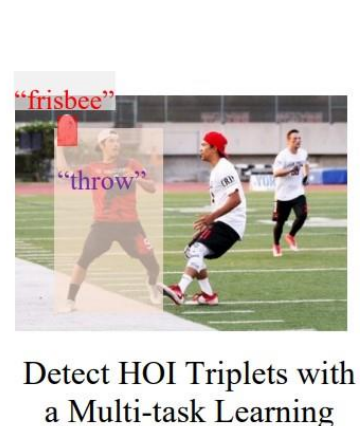 “frisbee”
“throw”
Detect HOI Triplets with
a Multi-task Learning